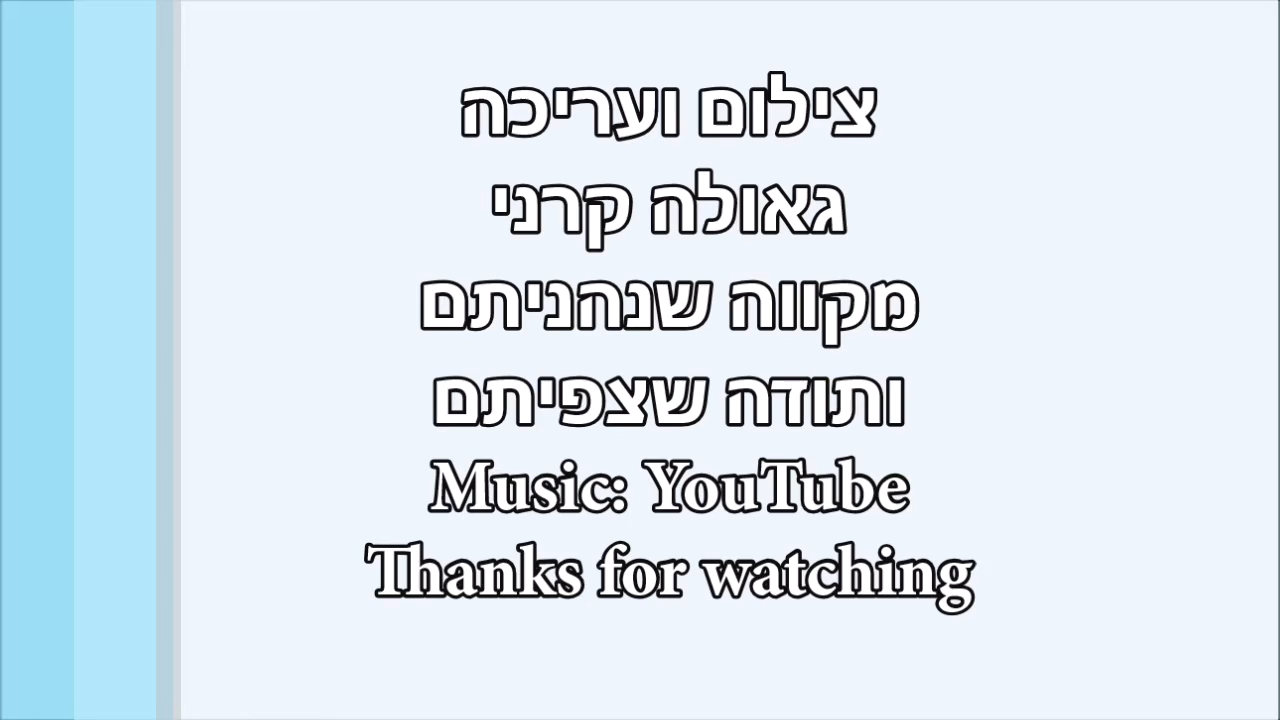 צילום ועריכה
גאולה קרני
מקווה שנהניתם
ותודה שצפיתם
Music: YouTube
Thanks for watching